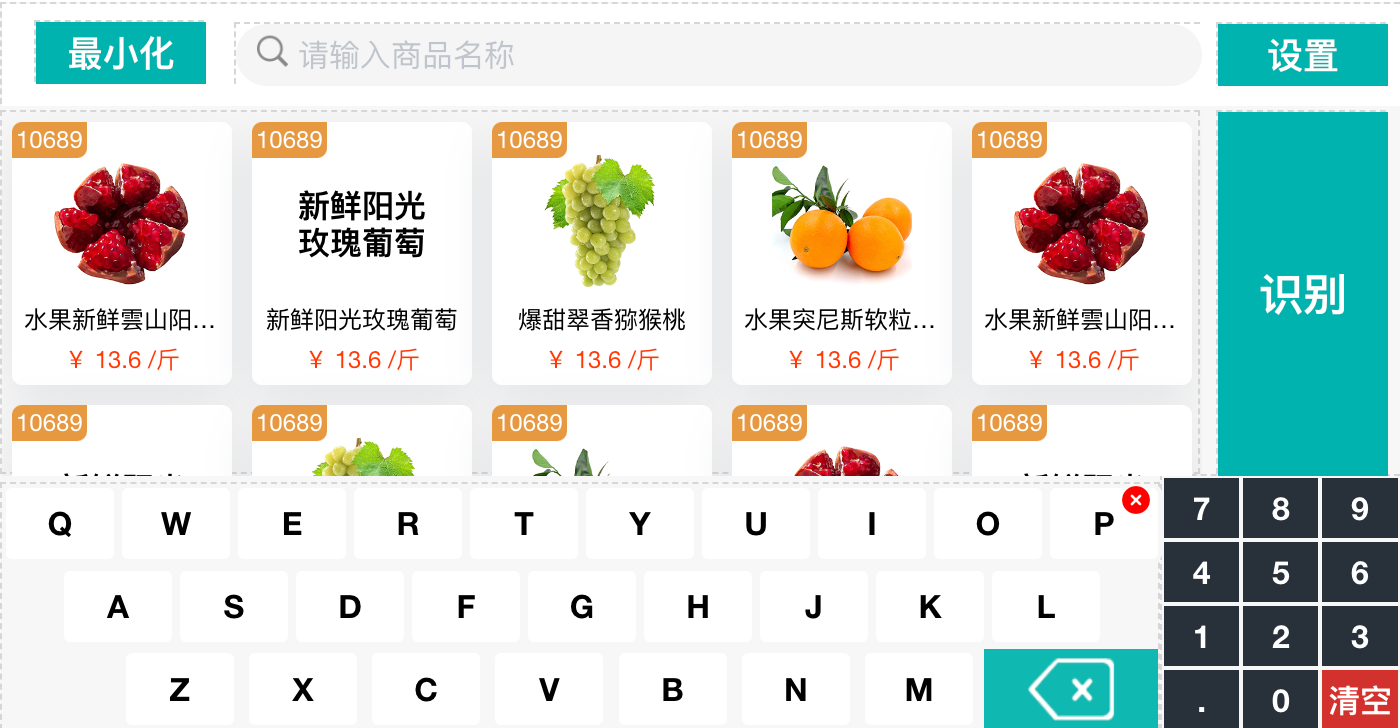 最小化
请输入商品名称
设置
10689
10689
10689
10689
10689
新鲜阳光
玫瑰葡萄
水果新鲜雲山阳...
新鲜阳光玫瑰葡萄
爆甜翠香猕猴桃
水果突尼斯软粒...
水果新鲜雲山阳...
¥ 13.6 /斤
¥ 13.6 /斤
¥ 13.6 /斤
¥ 13.6 /斤
¥ 13.6 /斤
识别
10689
10689
10689
10689
10689
Q W E R T Y U I O P
A S D F G H J K L
Z X C V B N M
7 8 9
4 5 6
1 2 3
. 0 清空